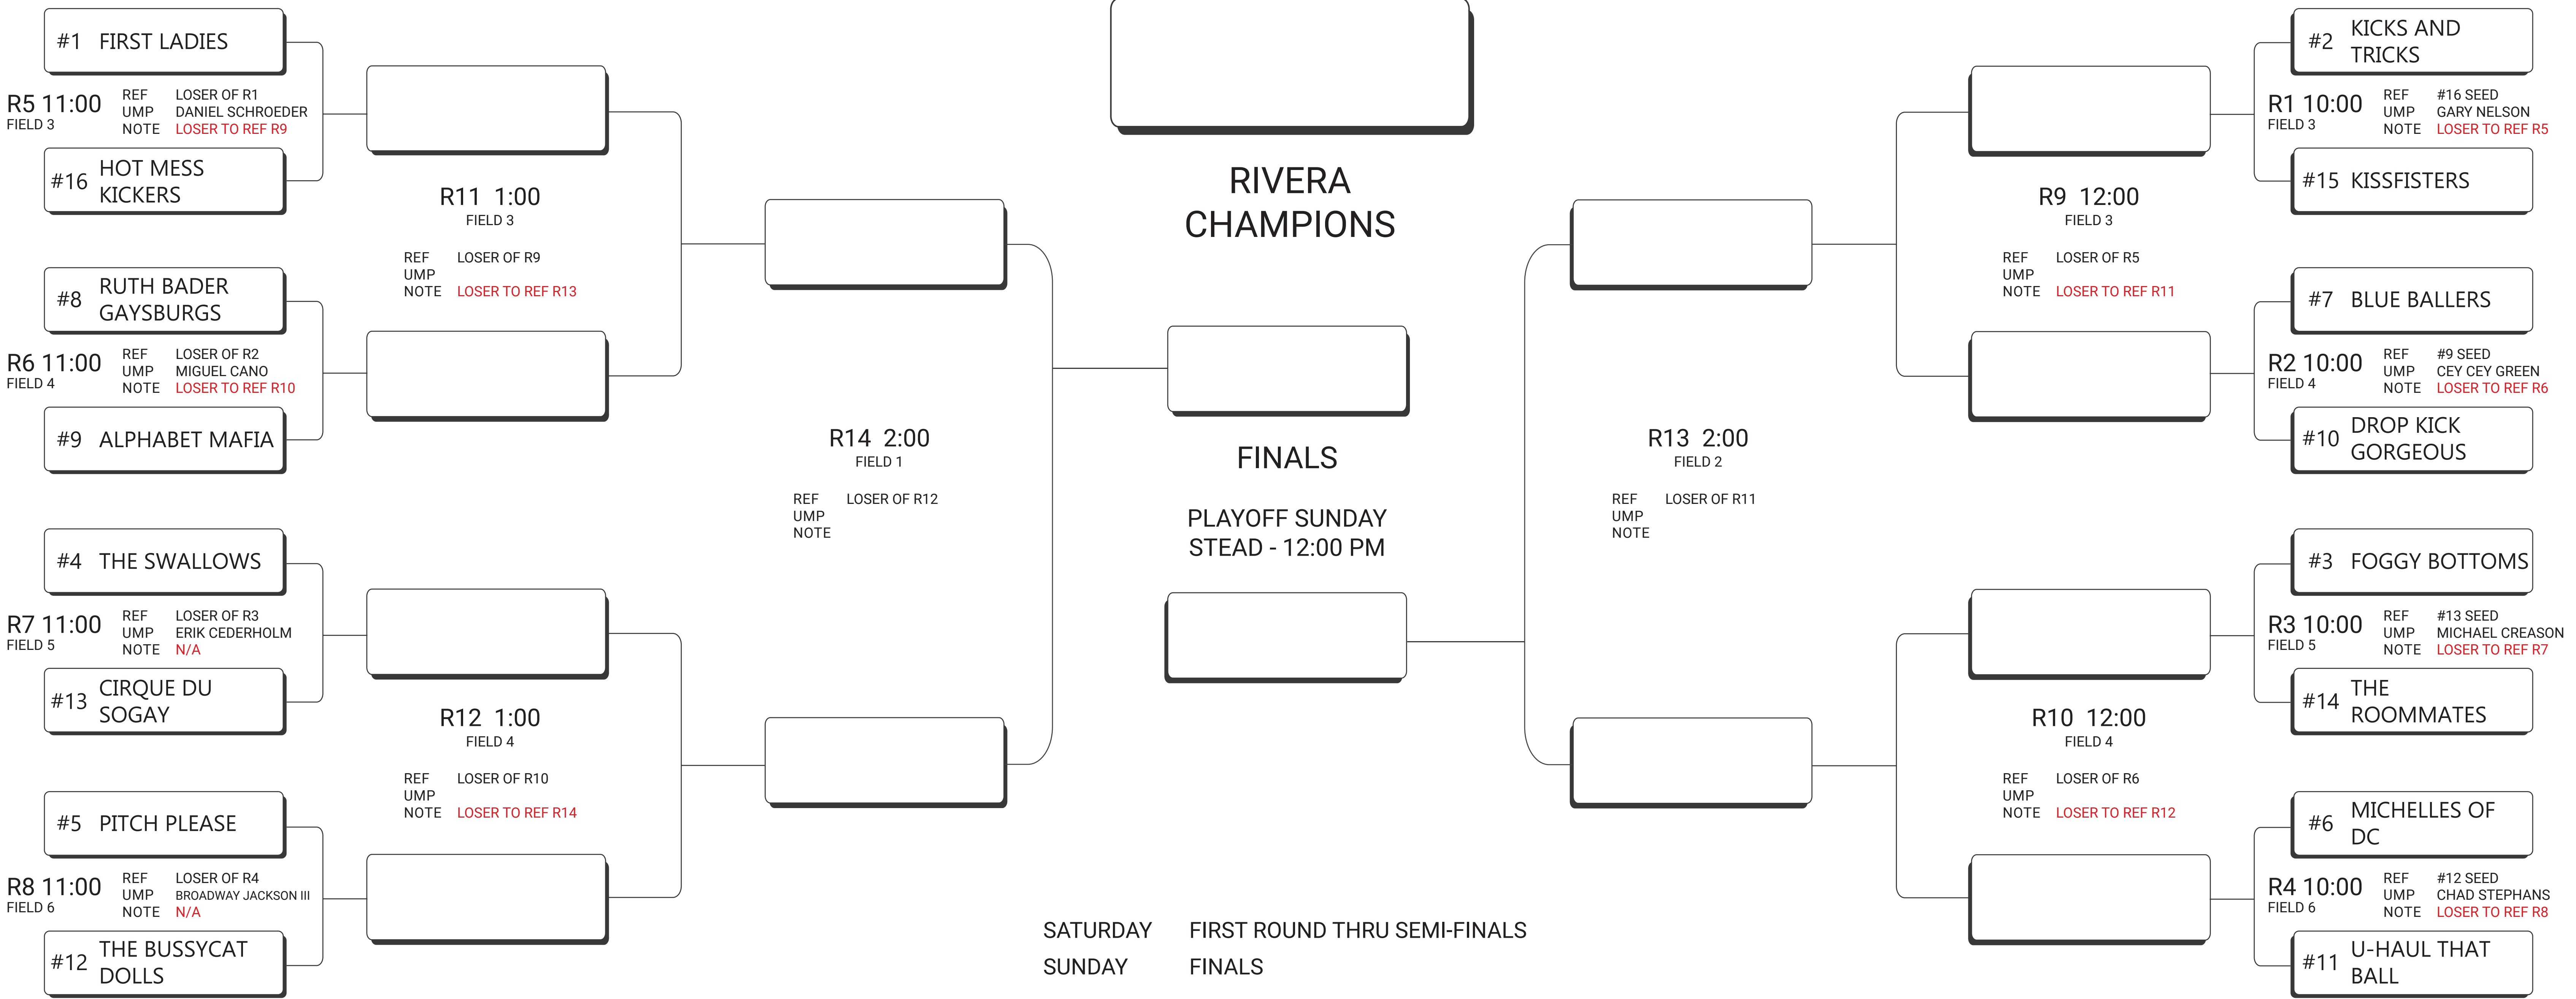 #1 FIRST LADIES
R5 11:00
FIELD 3
REF LOSER OF R1
UMP DANIEL SCHROEDER
NOTE LOSER TO REF R9
#16 HOT MESS
KICKERS
#8 RUTH BADER
GAYSBURGS
R6 11:00
FIELD 4
REF LOSER OF R2
UMP MIGUEL CANO
NOTE LOSER TO REF R10
#9 ALPHABET MAFIA
#4 THE SWALLOWS
R7 11:00
FIELD 5
REF LOSER OF R3
UMP ERIK CEDERHOLM
NOTE N/A
#13 CIRQUE DU
SOGAY
#5 PITCH PLEASE
R8 11:00
FIELD 6
REF LOSER OF R4
UMP BROADWAY JACKSON III
NOTE N/A
#12 THE BUSSYCAT
DOLLS
R11 1:00
FIELD 3
REF LOSER OF R9
UMP
NOTE LOSER TO REF R13
R12 1:00
FIELD 4
REF LOSER OF R10
UMP
NOTE LOSER TO REF R14
R14 2:00
FIELD 1
REF LOSER OF R12
UMP
NOTE
RIVERA
CHAMPIONS
FINALS
PLAYOFF SUNDAY
STEAD - 12:00 PM
SATURDAY FIRST ROUND THRU SEMI-FINALS
SUNDAY FINALS
R13 2:00
FIELD 2
REF LOSER OF R11
UMP
NOTE
R9 12:00
FIELD 3
REF LOSER OF R5
UMP
NOTE LOSER TO REF R11
R10 12:00
FIELD 4
REF LOSER OF R6
UMP
NOTE LOSER TO REF R12
#2 KICKS AND
TRICKS
R1 10:00
FIELD 3
REF #16 SEED
UMP GARY NELSON
NOTE LOSER TO REF R5
#15 KISSFISTERS
#7 BLUE BALLERS
R2 10:00
FIELD 4
REF #9 SEED
UMP CEY CEY GREEN
NOTE LOSER TO REF R6
#10 DROP KICK
GORGEOUS
#3 FOGGY BOTTOMS
R3 10:00
FIELD 5
REF #13 SEED
UMP MICHAEL CREASON
NOTE LOSER TO REF R7
#14 THE
ROOMMATES
#6 MICHELLES OF
DC
R4 10:00
FIELD 6
REF #12 SEED
UMP CHAD STEPHANS
NOTE LOSER TO REF R8
#11 U-HAUL THAT
BALL